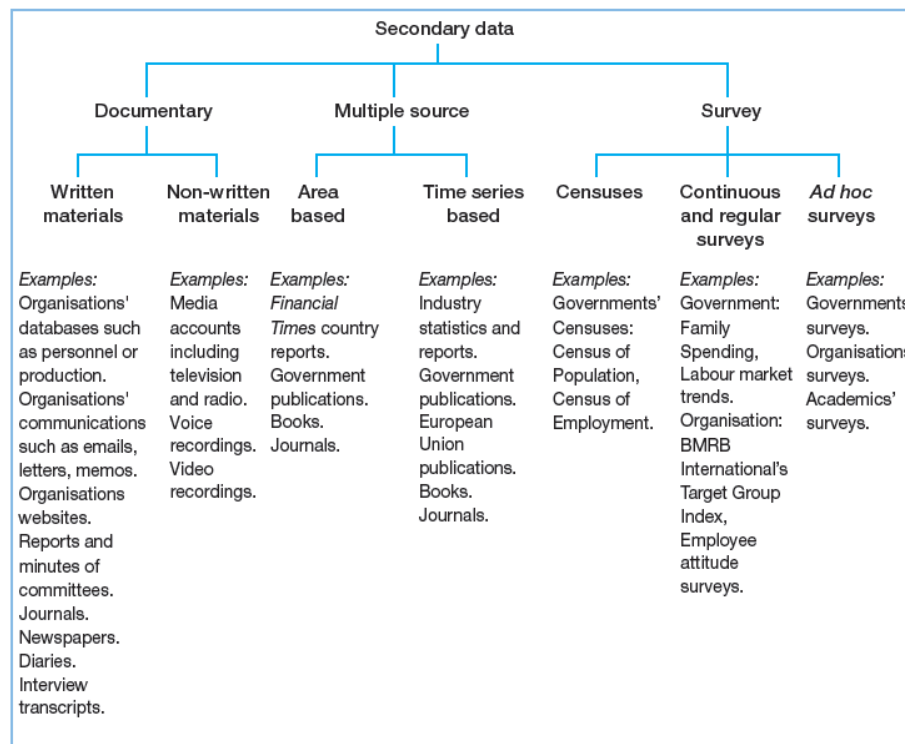 Secondary data
Documentary
Multiple source
Survey
Written
materials
Non-written
materials
Area
based
Time series
based
Censuses
Continuous
and regular
surveys
Ad hoc
surveys
Examples:
Organisations'
databases such
as personnel or
production.
Organisations'
communications
such as emails,
letters, memos.
Organisations
websites.
Reports and
minutes of
committees.
Journals.
Newspapers.
Diaries.
Interview
transcripts.
Examples:
Media
accounts
including
television
and radio.
Voice
recordings.
Video
recordings.
Examples:
Financial
Times country
reports.
Government
publications.
Books.
Journals.
Examples:
Industry
statistics and
reports.
Government
publications.
European
Union
publications.
Books.
Journals.
Examples:
Governments’
Censuses:
Census of
Population,
Census of
Employment.
Examples:
Government:
Family
Spending,
Labour market
trends.
Organisation:
BMRB
International’s
Target Group
Index,
Employee
attitude
surveys.
Examples:
Governments
surveys.
Organisations
surveys.
Academics’
surveys.